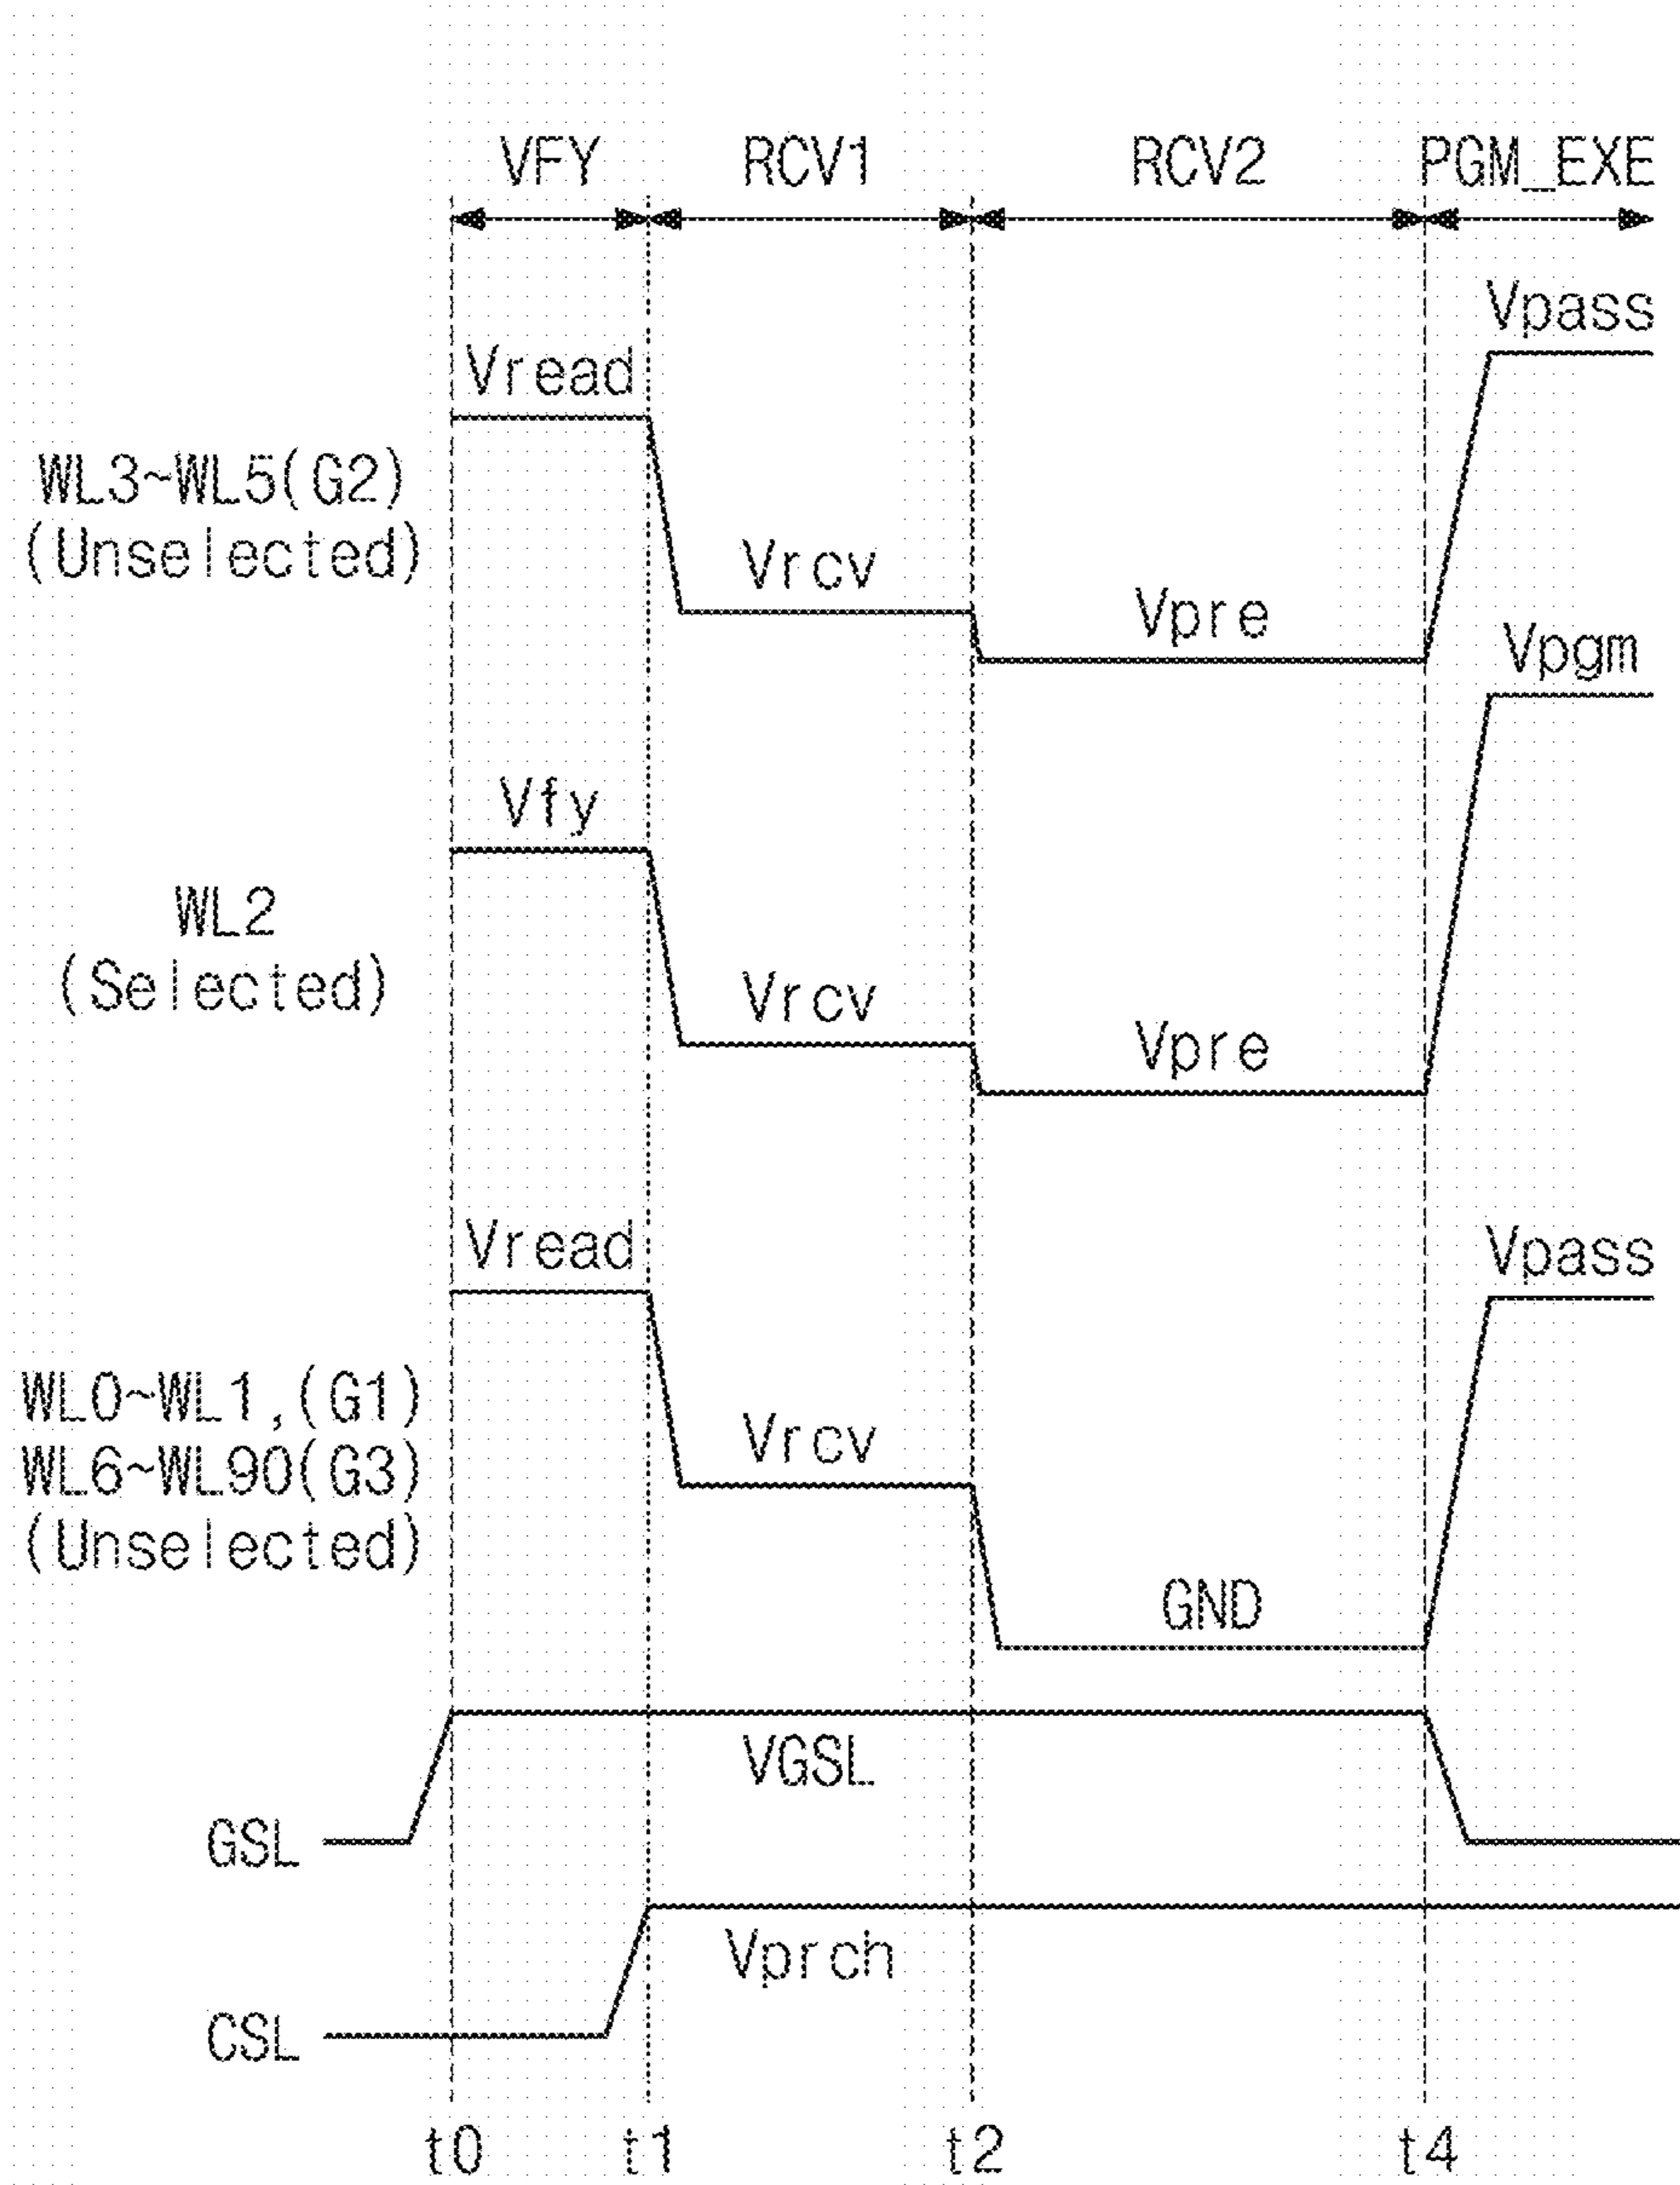 VFY RCV1 RCV2 PGM_EXE
Vpass
Vread
WL3~WL5(G2)
(Unselected)
Vrcv
Vpre
Vpgm
Vfy
WL2
(Selected)
Vrcv
Vpre
Vread
Vpass
WL0~WL1,(G1)
WL6~WL90(G3)
(Unselected)
Vrcv
GND
VGSL
GSL
Vprch
CSL
t0 t1 t2 t4